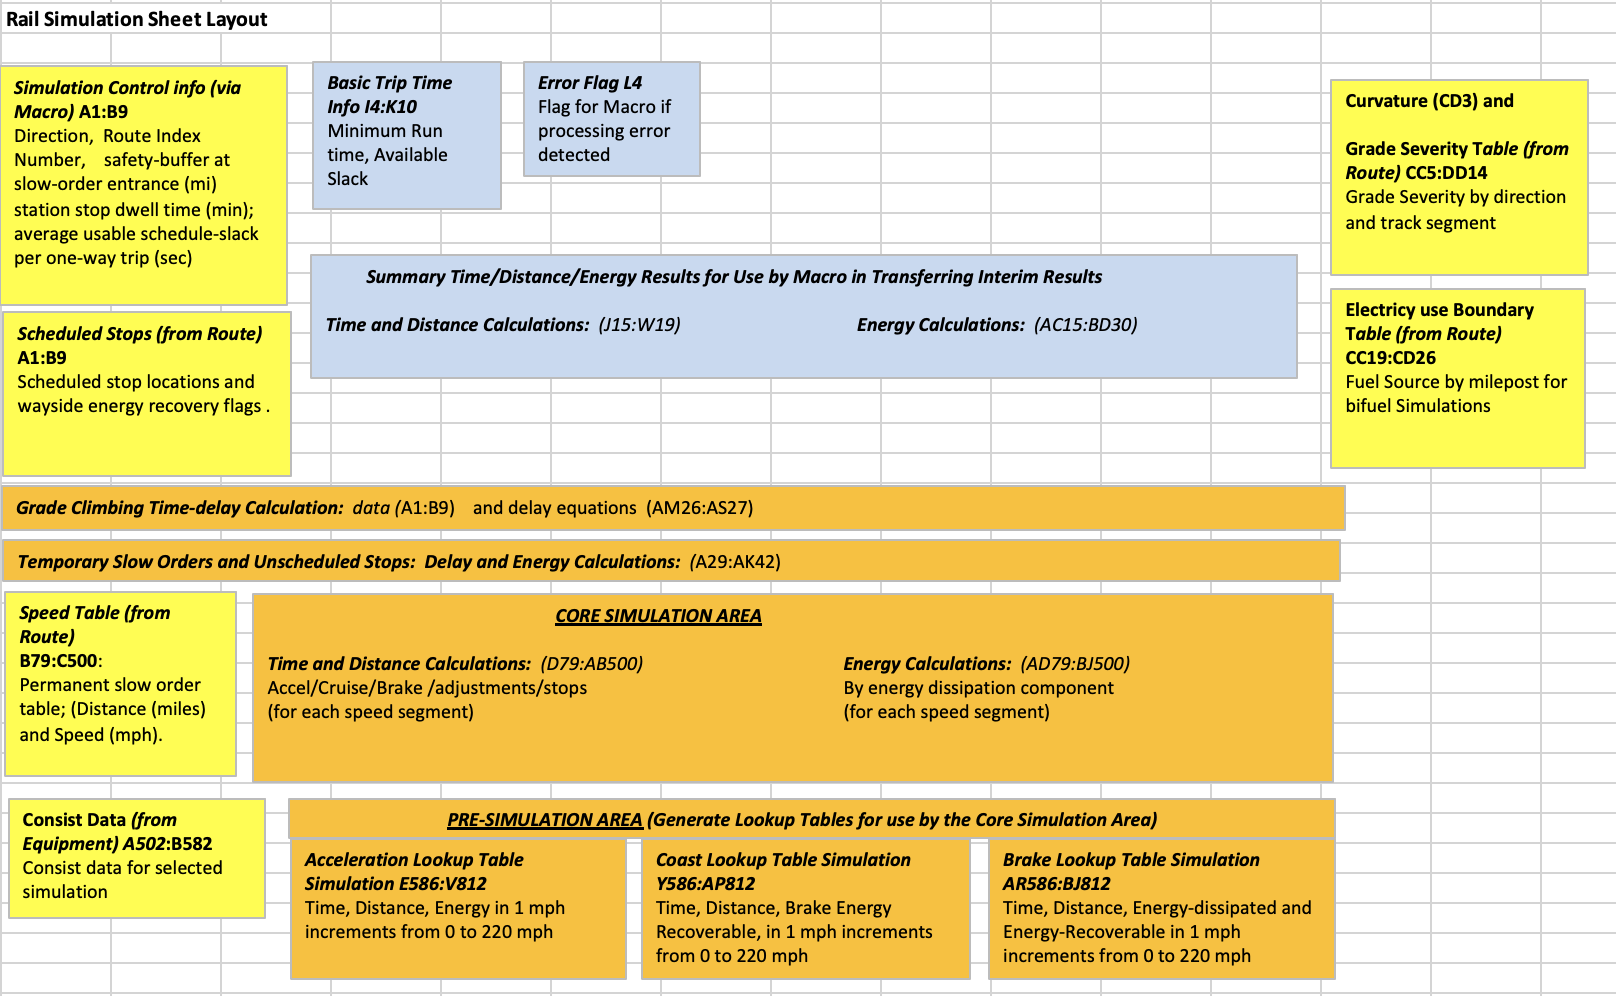 Rail Simulation Sheet Layout
Simulation Control info (via
Macro) A1:B9
Direction, Route Index
Number, safety-buffer at
slow-order entrance (mi)
station stop dwell time (min);
average usable schedule-slack
per one-way trip (sec)
Basic Trip Time
Info I4:K10
Minimum Run
time, Available
Slack
Error Flag L4
Flag for Macro if
processing error
detected
Curvature (CD3) and
Grade Severity Table (from
Route) CC5:DD14
Grade Severity by direction
and track segment
Summary Time/Distance/Energy Results for Use by Macro in Transferring Interim Results
Time and Distance Calculations: (J15:W19)
Energy Calculations: (AC15:BD30)
Scheduled Stops (from Route)
A1:B9
Scheduled stop locations and
wayside energy recovery flags .
Electricy use Boundary
Table (from Route)
CC19:CD26
Fuel Source by milepost for
bifuel Simulations
Grade Climbing Time-delay Calculation: data (A1:B9) and delay equations (AM26:AS27)
Temporary Slow Orders and Unscheduled Stops: Delay and Energy Calculations: (A29:AK42)
Speed Table (from
Route)
B79:C500:
Permanent slow order
table; (Distance (miles)
and Speed (mph).
CORE SIMULATION AREA
Time and Distance Calculations: (D79:AB500)
Accel/Cruise/Brake /adjustments/stops
(for each speed segment)
Energy Calculations: (AD79:BJ500)
By energy dissipation component
(for each speed segment)
Consist Data (from
Equipment) A502:B582
Consist data for selected
simulation
PRE-SIMULATION AREA (Generate Lookup Tables for use by the Core Simulation Area)
Acceleration Lookup Table
Simulation E586:V812
Time, Distance, Energy in 1 mph
increments from 0 to 220 mph
Coast Lookup Table Simulation
Y586:AP812
Time, Distance, Brake Energy
Recoverable, in 1 mph increments
from 0 to 220 mph
Brake Lookup Table Simulation
AR586:BJ812
Time, Distance, Energy-dissipated and
Energy-Recoverable in 1 mph
increments from 0 to 220 mph